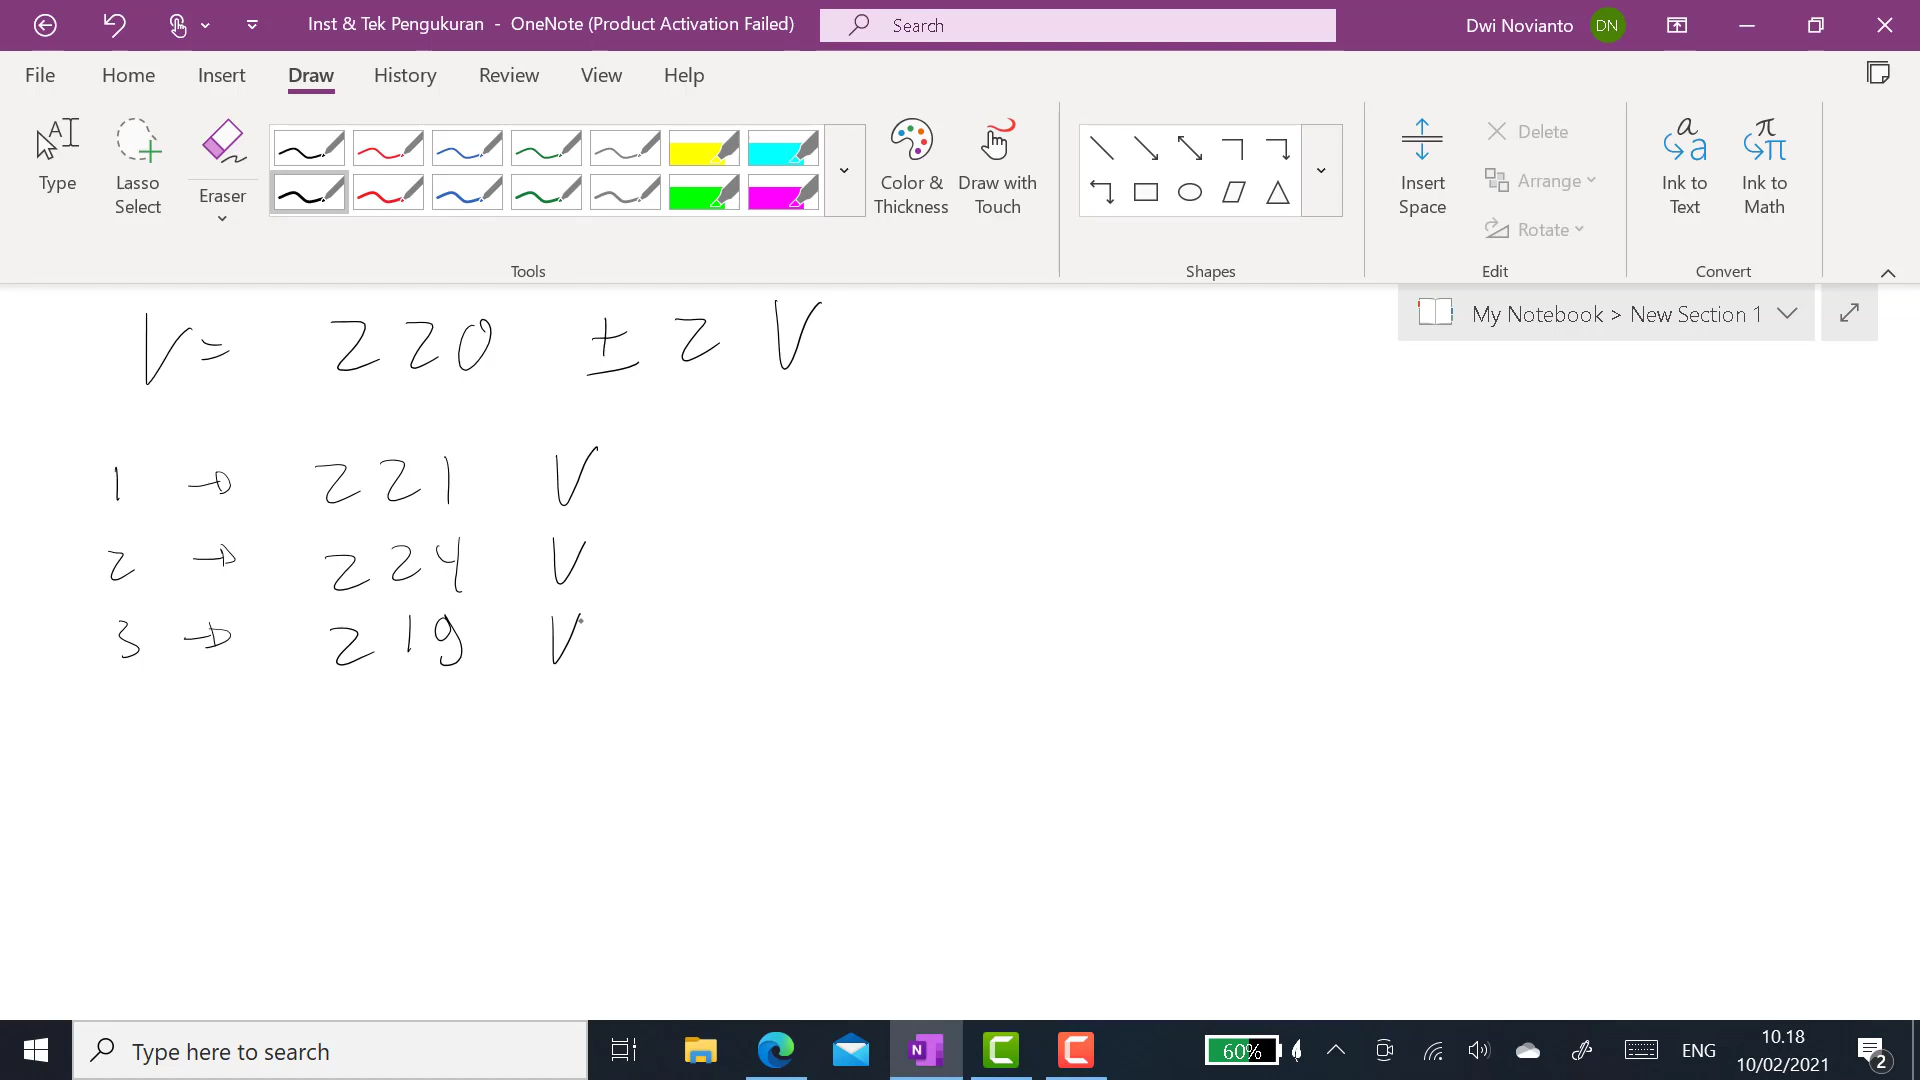 Inst & Tek Pengukuran - OneNote (Product Activation Failed)
Search
Dwi Novianto
DN
File Home Insert Draw History Review View Help
Type
Lasso Select
Eraser
Color & Thickness
Draw with Touch
Insert Space
Delete
Arrange
Rotate
Ink to Text
Ink to Math
Tools
Shapes
Edit
Convert
My Notebook > New Section 1
V = 220 ± 2 V
1 → 221 V
2 → 224 V
3 → 219 V
Type here to search
60%
ENG
10.18
10/02/2021
2